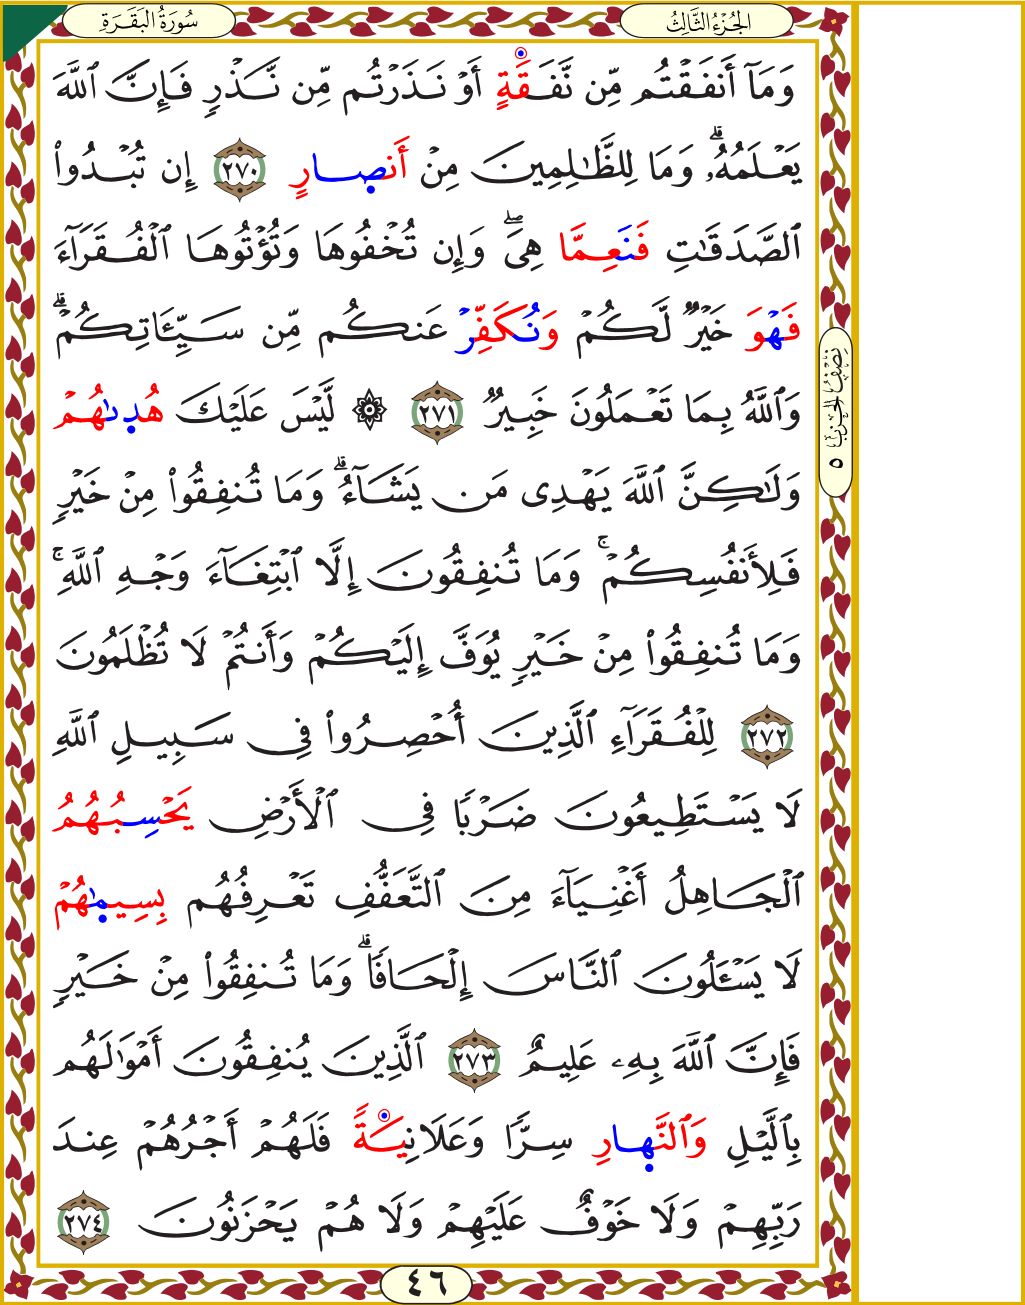 سُورَةُ البَقَرَةِ
الجُزْءُ الثَّالِثُ
وَمَآ أَنفَقْتُم مِّن نَّفَقَةٍ أَوْ نَذَرْتُم مِّن نَّذْرٍ فَإِنَّ ٱللَّهَ
يَعْلَمُهُۥۗ وَمَا لِلظَّٰلِمِينَ مِنْ أَنصارٍ ٢٧٠ إِن تُبْدُوا۟
ٱلصَّدَقَٰتِ فَنَعِمَّا هِىَۖ وَإِن تُخْفُوهَا وَتُؤْتُوهَا ٱلْفُقَرَآءَ
فَهْوَ خَيْرٌ لَّكُمْ وَنُكَفِّرْ عَنكُم مِّن سَيِّـَٔاتِكُمْۗ
وَٱللَّهُ بِمَا تَعْمَلُونَ خَبِيرٌ ٢٧١ ۞ لَّيْسَ عَلَيْكَ هُدٜىٰهُمْ
وَلَٰكِنَّ ٱللَّهَ يَهْدِى مَن يَشَآءُۗ وَمَا تُنفِقُوا۟ مِنْ خَيْرٍ
فَلِأَنفُسِكُمْۚ وَمَا تُنفِقُونَ إِلَّا ٱبْتِغَآءَ وَجْهِ ٱللَّهِۚ
وَمَا تُنفِقُوا۟ مِنْ خَيْرٍ يُوَفَّ إِلَيْكُمْ وَأَنتُمْ لَا تُظْلَمُونَ
٢٧٢ لِلْفُقَرَآءِ ٱلَّذِينَ أُحْصِرُوا۟ فِى سَبِيلِ ٱللَّهِ
لَا يَسْتَطِيعُونَ ضَرْبًا فِى ٱلْأَرْضِ يَحْسِبُهُمُ
ٱلْجَاهِلُ أَغْنِيَآءَ مِنَ ٱلتَّعَفُّفِ تَعْرِفُهُم بِسِيمٜىٰهُمْ
لَا يَسْـَٔلُونَ ٱلنَّاسَ إِلْحَافًاۗ وَمَا تُنفِقُوا۟ مِنْ خَيْرٍ
فَإِنَّ ٱللَّهَ بِهِۦ عَلِيمٌ ٢٧٣ ٱلَّذِينَ يُنفِقُونَ أَمْوَٰلَهُم
بِٱلَّيْلِ وَٱلنَّهارِ سِرًّا وَعَلَانِيَةً فَلَهُمْ أَجْرُهُمْ عِندَ
رَبِّهِمْ وَلَا خَوْفٌ عَلَيْهِمْ وَلَا هُمْ يَحْزَنُونَ ٢٧٤
نِصْفُ الحِزْبِ ٥
٤٦